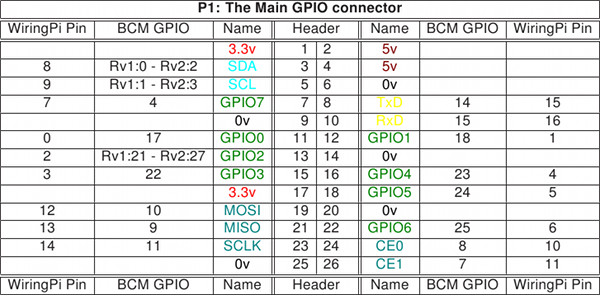 P1: The Main GPIO connector
WiringPi Pin BCM GPIO Name Header Name BCM GPIO WiringPi Pin
3.3v 1 2 5v
8 Rv1:0 - Rv2:2 SDA 3 4 5v
9 Rv1:1 - Rv2:3 SCL 5 6 0v
7 4 GPIO7 7 8 TxD 14 15
0v 9 10 RxD 15 16
0 17 GPIO0 11 12 GPIO1 18 1
2 Rv1:21 - Rv2:27 GPIO2 13 14 0v
3 22 GPIO3 15 16 GPIO4 23 4
3.3v 17 18 GPIO5 24 5
12 10 MOSI 19 20 0v
13 9 MISO 21 22 GPIO6 25 6
14 11 SCLK 23 24 CE0 8 10
0v 25 26 CE1 7 11
WiringPi Pin BCM GPIO Name Header Name BCM GPIO WiringPi Pin